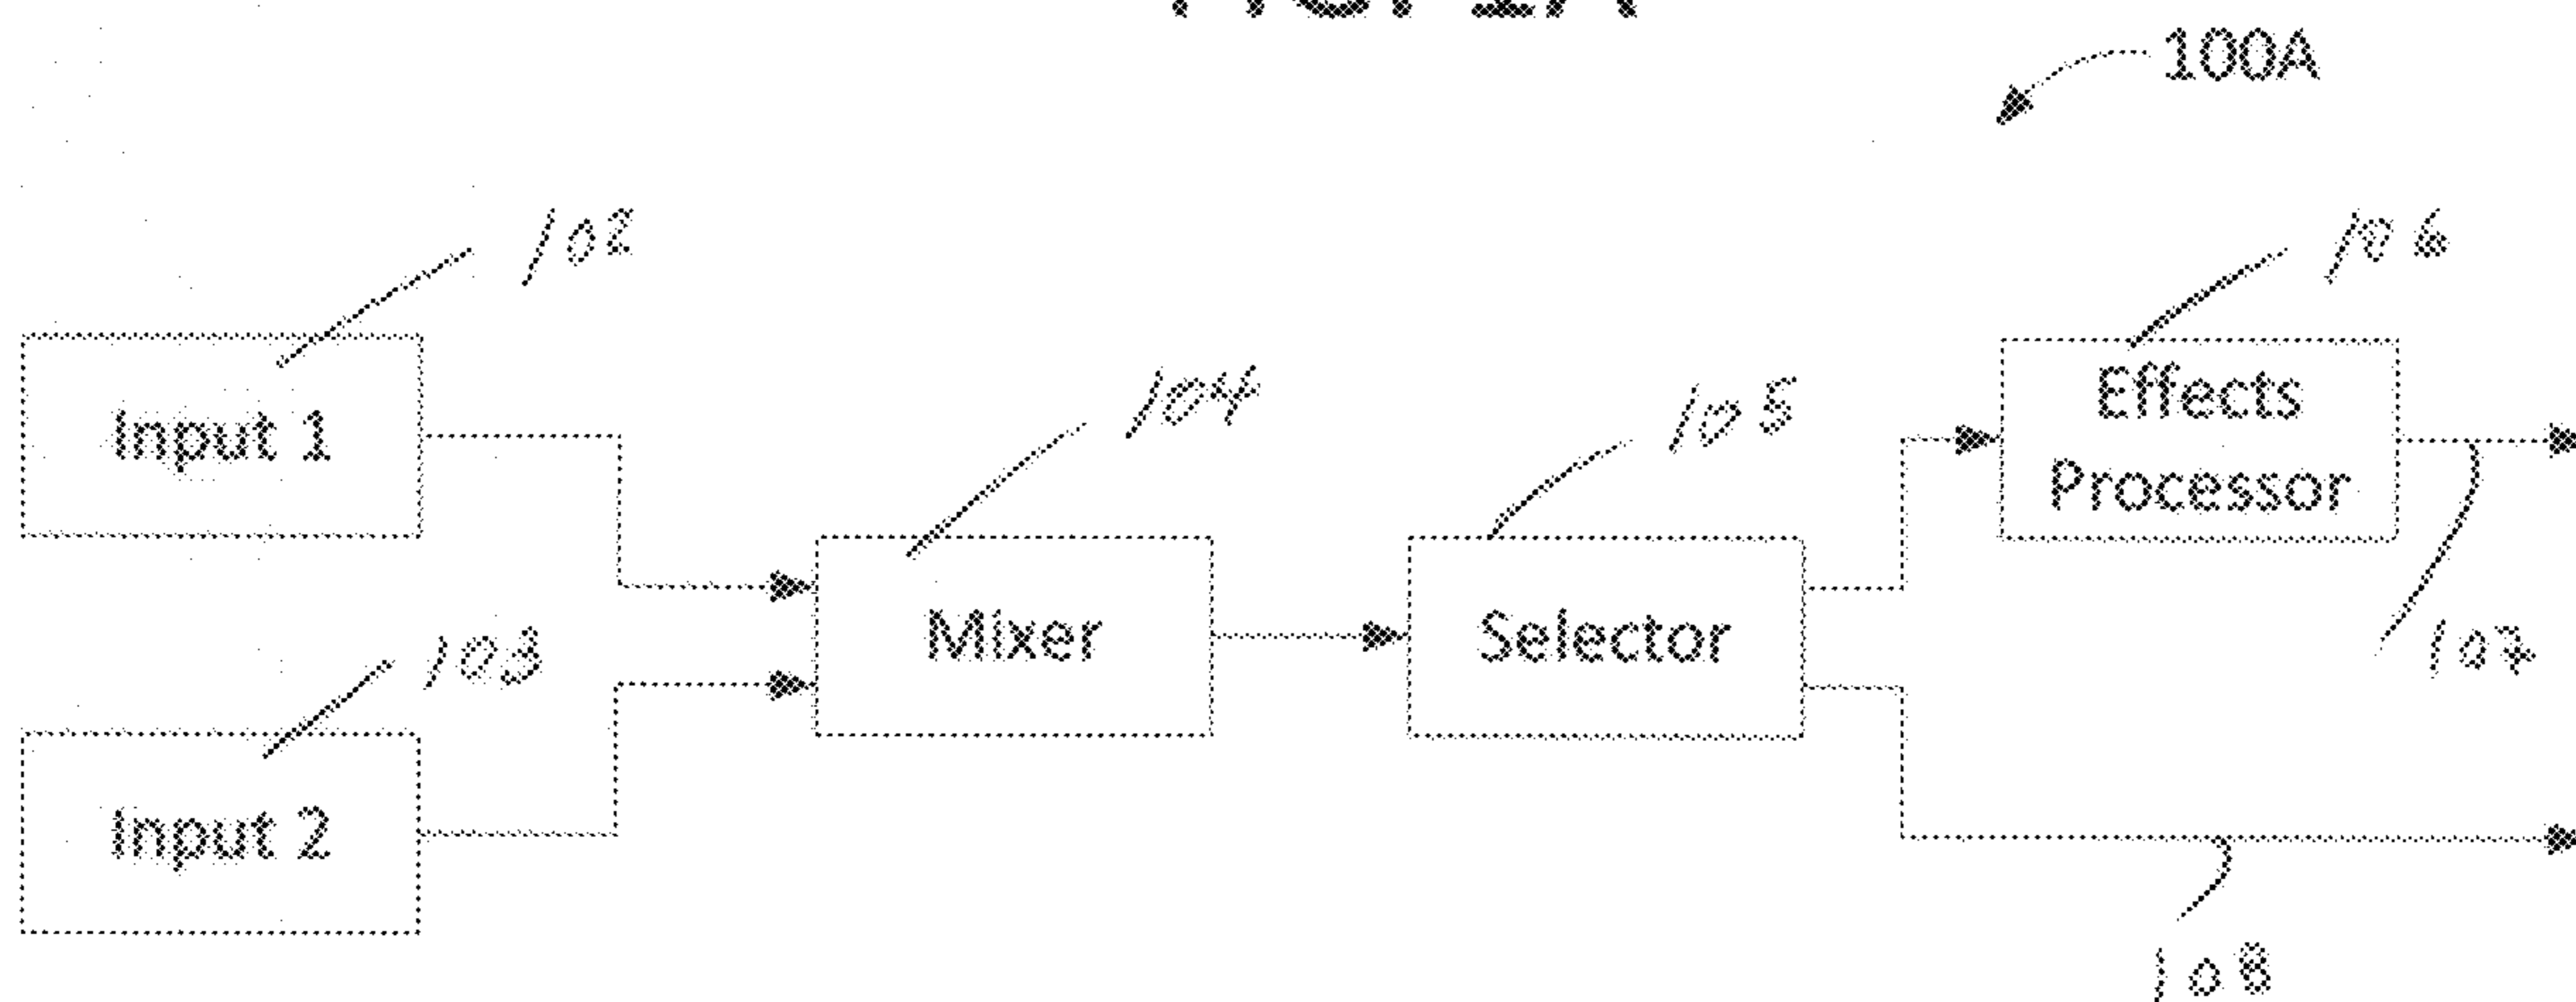 100A
102
106
Input 1
104
105
Effects
Processor
103
Mixer
Selector
107
Input 2
108